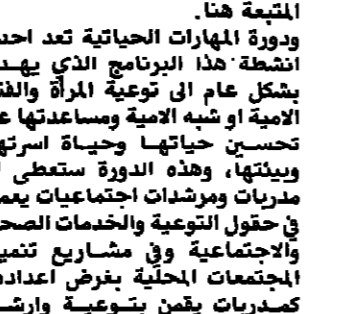 المتبعة هنا.
ودورة المهارات الحياتية تعد احد
انشطة هذا البرنامج الذي يهد
بشكل عام الى توعية المرأة والفت
الامية او شبه الامية ومساعدتها ع
تحسين حياتها وحياة اسرته
وبيئتها، وهذه الدورة ستعطى
مدربات ومرشدات اجتماعيات يعم
في حقول التوعية والخدمات الصح
والاجتماعية وفي مشاريع تنمي
المجتمعات المحلية بغرض اعداده
كمدربات يقمن بتوعية وارش